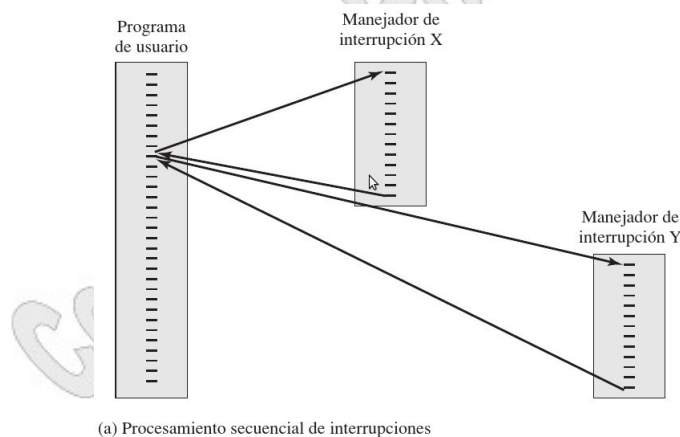 Programa
de usuario
Manejador de
interrupción X
Manejador de
interrupción Y
(a) Procesamiento secuencial de interrupciones